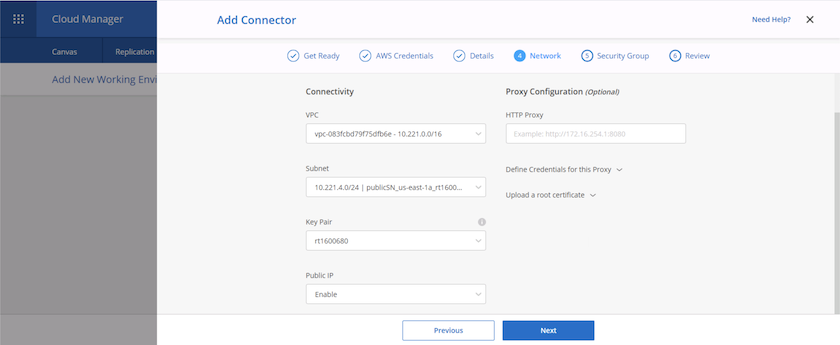 Cloud Manager
Canvas
Replication
Add New Working Envi
Add Connector
Need Help?
Get Ready
AWS Credentials
Details
4 Network
5 Security Group
6 Review
Connectivity
VPC
vpc-083fcbd79f75dfb6e - 10.221.0.0/16
Subnet
10.221.4.0/24 | publicSN_us-east-1a_rt1600...
Key Pair
rt1600680
Public IP
Enable
Proxy Configuration (Optional)
HTTP Proxy
Example: http://172.16.254.1:8080
Define Credentials for this Proxy
Upload a root certificate
Previous
Next